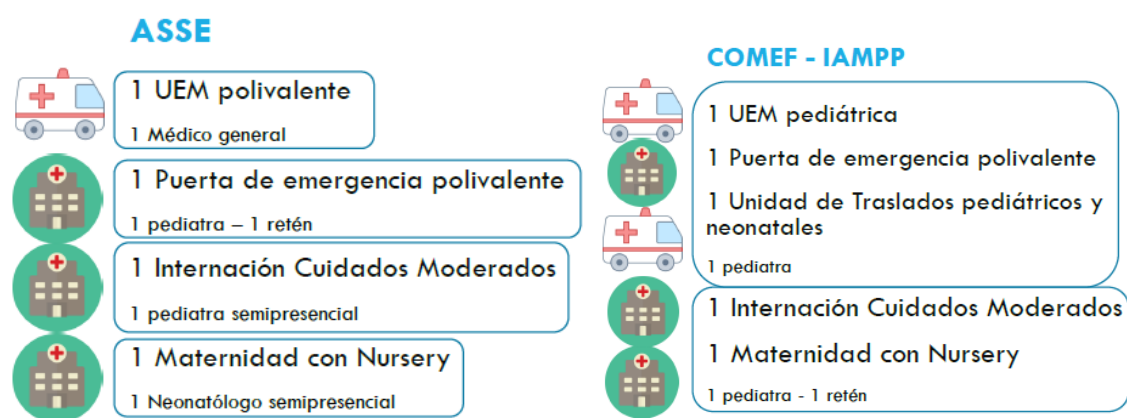 ASSE
1 UEM polivalente
1 Médico general
1 Puerta de emergencia polivalente
1 pediatra – 1 retén
1 Internación Cuidados Moderados
1 pediatra semipresencial
1 Maternidad con Nursery
1 Neonatólogo semipresencial
COMEF - IAMPP
1 UEM pediátrica
1 Puerta de emergencia polivalente
1 Unidad de Traslados pediátricos y
neonatales
1 pediatra
1 Internación Cuidados Moderados
1 Maternidad con Nursery
1 pediatra - 1 retén